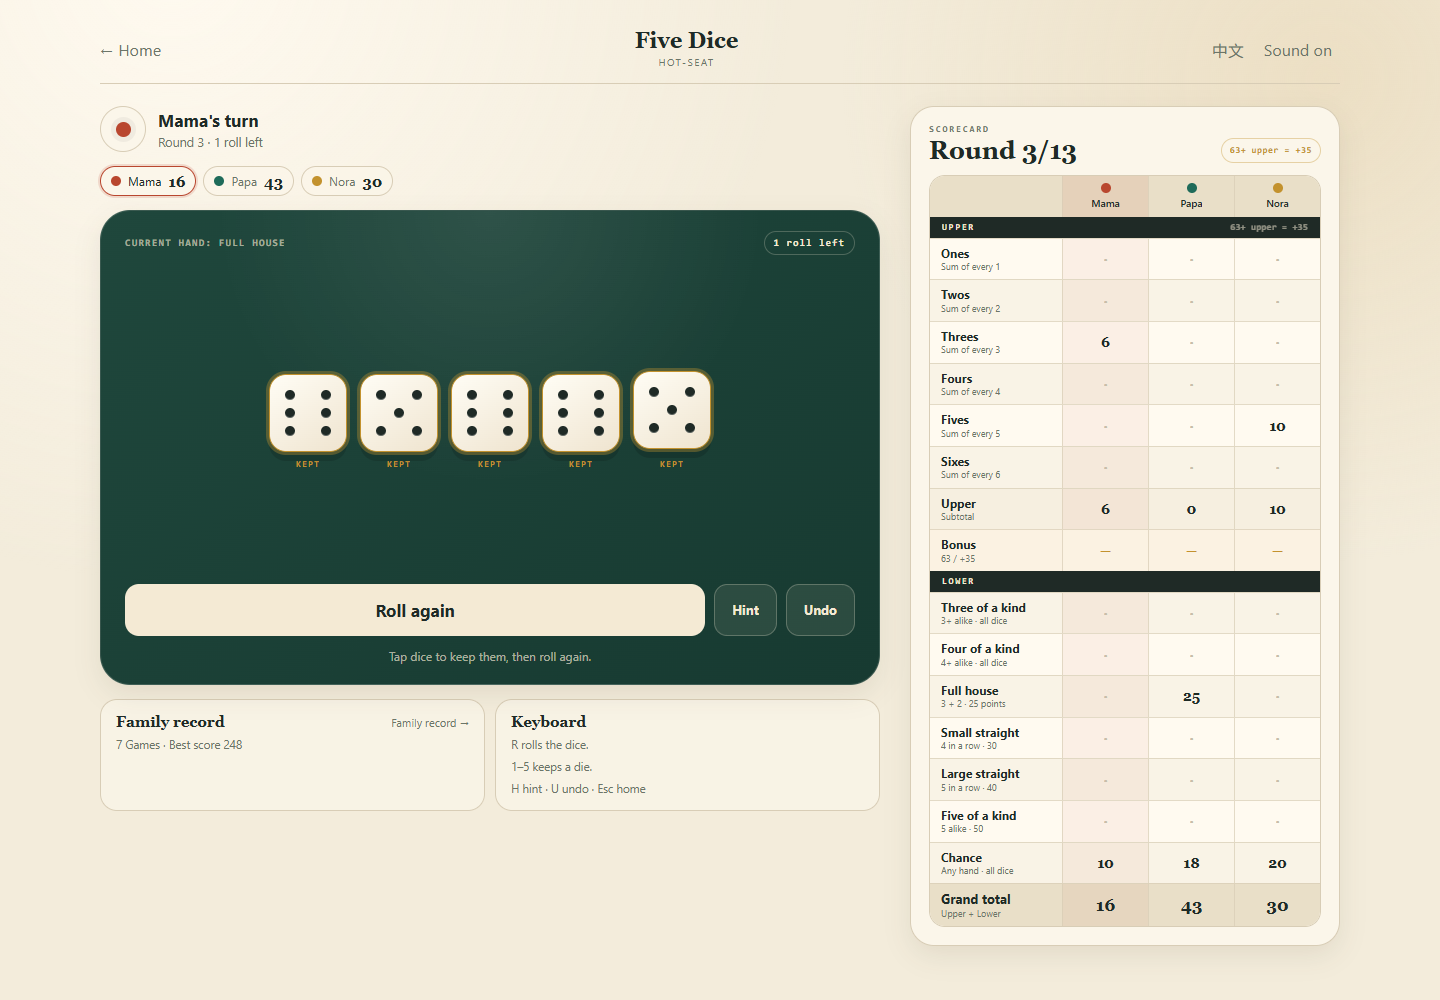 ← Home
Five Dice
HOT-SEAT
中文
Sound on
Mama's turn
Round 3 · 1 roll left
Mama 16
Papa 43
Nora 30
CURRENT HAND: FULL HOUSE
1 roll left
KEPT
KEPT
KEPT
KEPT
KEPT
Roll again
Hint
Undo
Tap dice to keep them, then roll again.
Family record
Family record →
7 Games · Best score 248
Keyboard
R rolls the dice.
1–5 keeps a die.
H hint · U undo · Esc home
SCORECARD
Round 3/13
63+ upper = +35
Mama Papa Nora
UPPER 63+ upper = +35
Ones - - -
Sum of every 1
Twos - - -
Sum of every 2
Threes 6 - -
Sum of every 3
Fours - - -
Sum of every 4
Fives - - 10
Sum of every 5
Sixes - - -
Sum of every 6
Upper 6 0 10
Subtotal
Bonus — — —
63 / +35
LOWER
Three of a kind - - -
3+ alike · all dice
Four of a kind - - -
4+ alike · all dice
Full house - 25 -
3 + 2 · 25 points
Small straight - - -
4 in a row · 30
Large straight - - -
5 in a row · 40
Five of a kind - - -
5 alike · 50
Chance 10 18 20
Any hand · all dice
Grand total 16 43 30
Upper + Lower